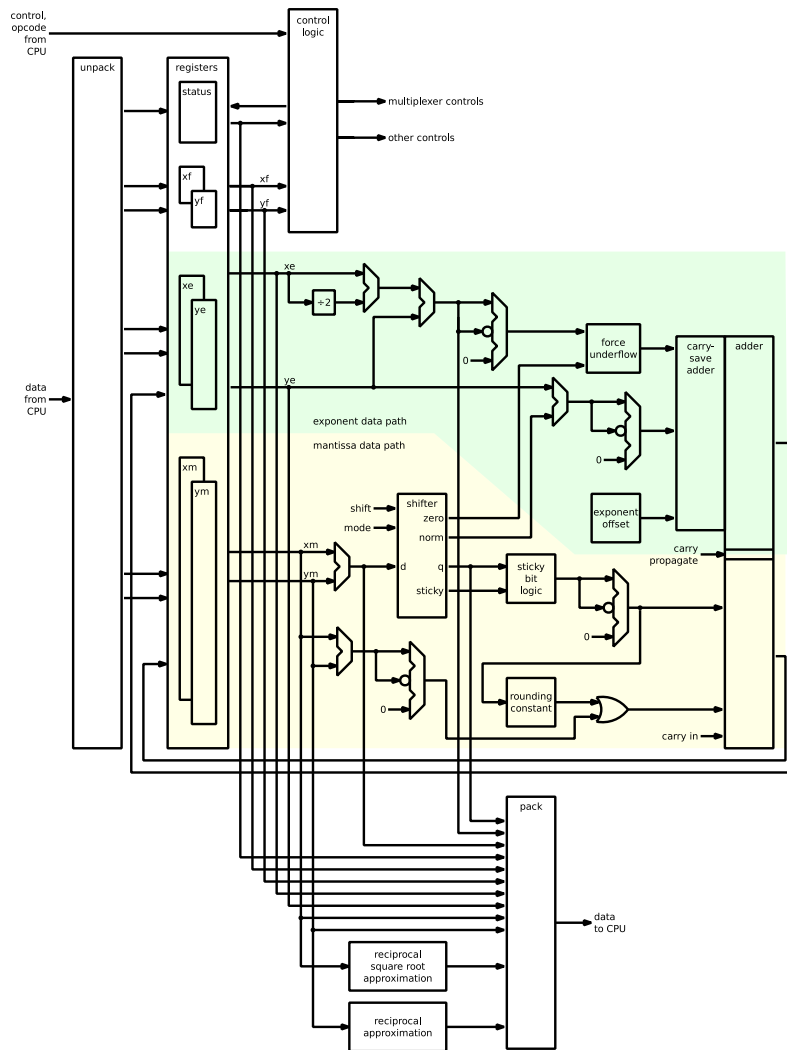 control,
opcode
from
CPU
control
logic
unpack
registers
status
multiplexer controls
other controls
xf
yf
xf
yf
xe
ye
xe
÷2
0
ye
force
underflow
carry-
save
adder
adder
data
from
CPU
exponent data path
mantissa data path
0
xm
ym
shift
mode
shifter
zero
norm
d
q
sticky
exponent
offset
xm
ym
carry
propagate
sticky
bit
logic
0
0
rounding
constant
carry in
pack
data
to CPU
reciprocal
square root
approximation
reciprocal
approximation